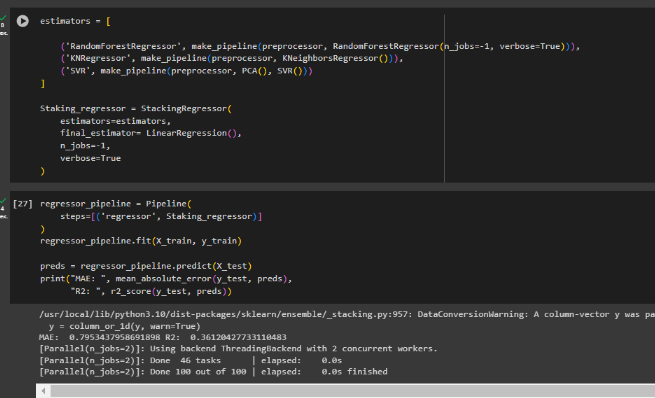 estimators = [
('RandomForestRegressor', make_pipeline(preprocessor, RandomForestRegressor(n_jobs=-1, verbose=True))),
('KNRegressor', make_pipeline(preprocessor, KNeighborsRegressor())),
('SVR', make_pipeline(preprocessor, PCA(), SVR()))
]
Staking_regressor = StackingRegressor(
estimators=estimators,
final_estimator= LinearRegression(),
n_jobs=-1,
verbose=True
)
[27] regressor_pipeline = Pipeline(
steps=[('regressor', Staking_regressor)]
)
regressor_pipeline.fit(X_train, y_train)
preds = regressor_pipeline.predict(X_test)
print("MAE: ", mean_absolute_error(y_test, preds),
"R2: ", r2_score(y_test, preds))
/usr/local/lib/python3.10/dist-packages/sklearn/ensemble/_stacking.py:957: DataConversionWarning: A column-vector y was pa
y = column_or_1d(y, warn=True)
MAE:  0.7953437958691898 R2:  0.36120427733110483
[Parallel(n_jobs=2)]: Using backend ThreadingBackend with 2 concurrent workers.
[Parallel(n_jobs=2)]: Done  46 tasks      | elapsed:    0.0s
[Parallel(n_jobs=2)]: Done 100 out of 100 | elapsed:    0.0s finished